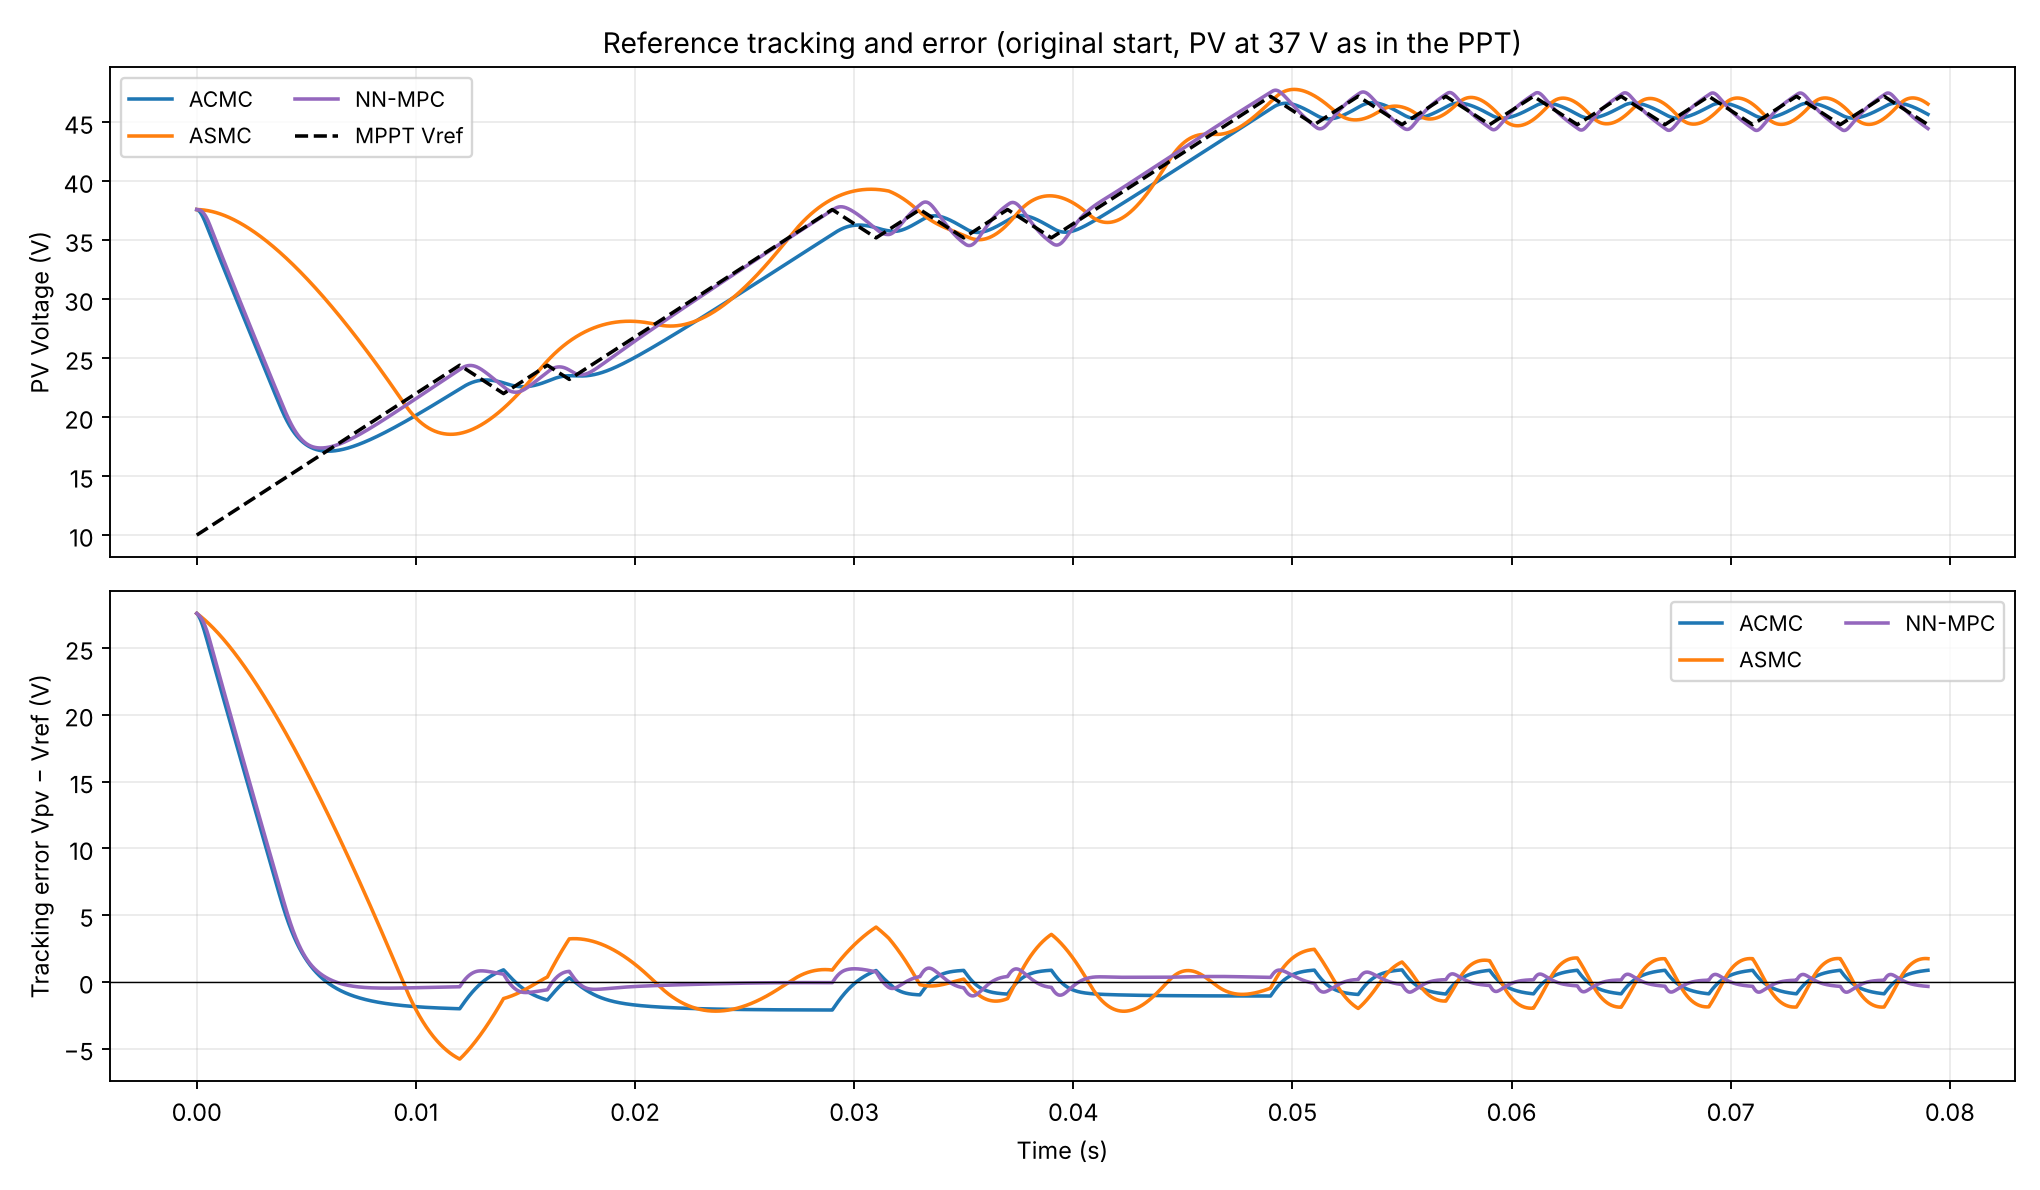 Reference tracking and error (original start, PV at 37 V as in the PPT)
ACMC
ASMC
NN-MPC
MPPT Vref
PV Voltage (V)
45
40
35
30
25
20
15
10
ACMC
ASMC
NN-MPC
Tracking error Vpv − Vref (V)
25
20
15
10
5
0
−5
0.00 0.01 0.02 0.03 0.04 0.05 0.06 0.07 0.08
Time (s)